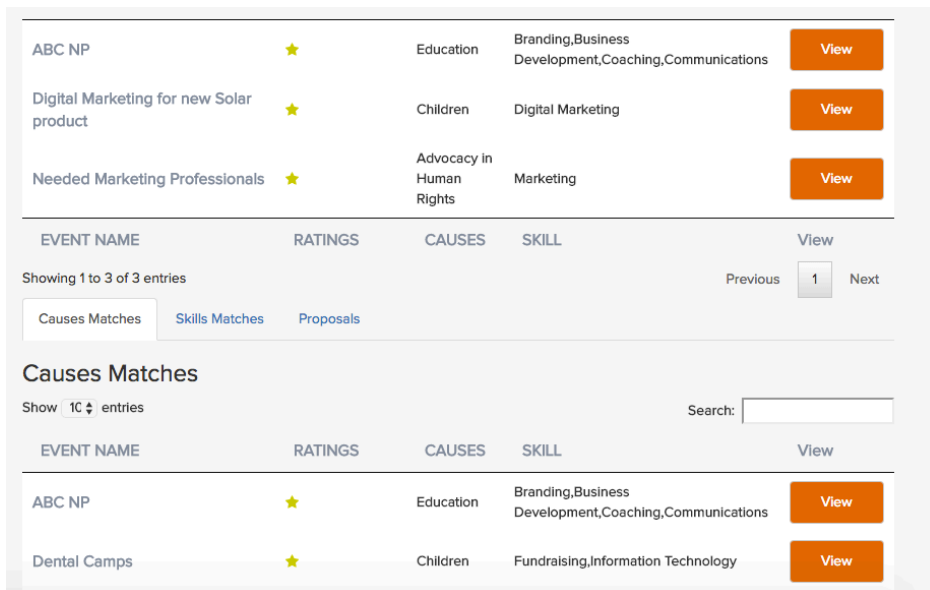 ABC NP
Education
Branding,Business
Development,Coaching,Communications
View
Digital Marketing for new Solar
product
Children
Digital Marketing
View
Needed Marketing Professionals
Advocacy in
Human
Rights
Marketing
View
EVENT NAME RATINGS CAUSES SKILL View
Showing 1 to 3 of 3 entries
Previous 1 Next
Causes Matches Skills Matches Proposals
Causes Matches
Show 10 entries
Search:
EVENT NAME RATINGS CAUSES SKILL View
ABC NP
Education
Branding,Business
Development,Coaching,Communications
View
Dental Camps
Children
Fundraising,Information Technology
View